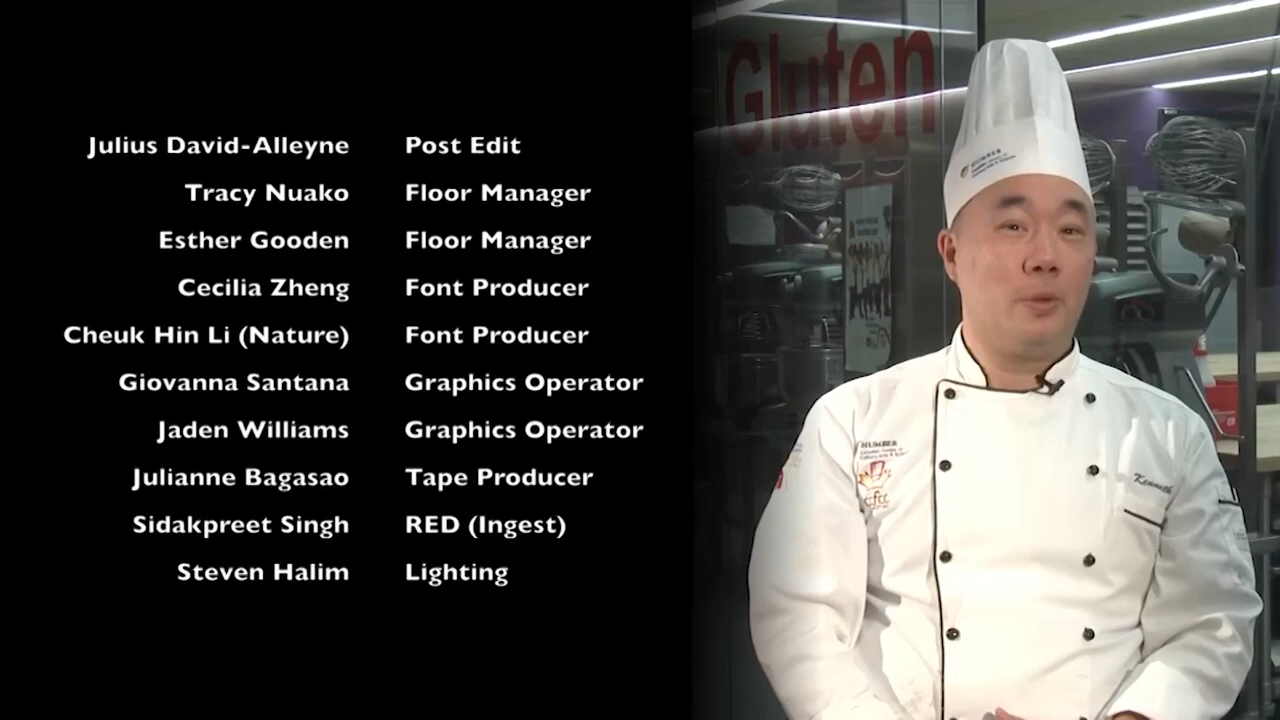 Julius David-Alleyne Post Edit
Tracy Nuako Floor Manager
Esther Gooden Floor Manager
Cecilia Zheng Font Producer
Cheuk Hin Li (Nature) Font Producer
Giovanna Santana Graphics Operator
Jaden Williams Graphics Operator
Julianne Bagasao Tape Producer
Sidakpreet Singh RED (Ingest)
Steven Halim Lighting
Gluten
HUMBER
HUMBER
cfcc
Kenneth